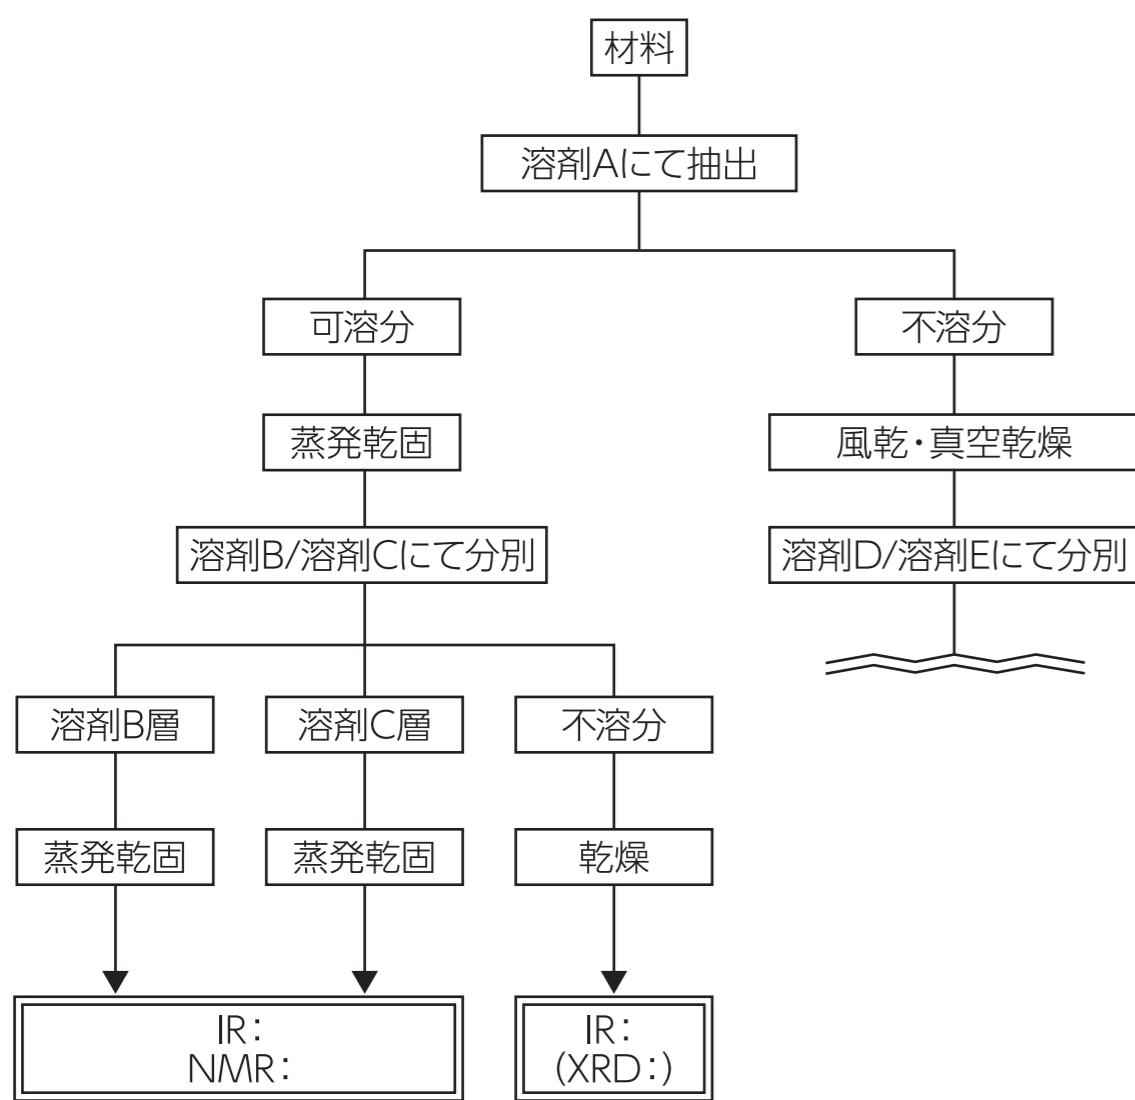 材料
溶剤Aにて抽出
可溶分
不溶分
蒸発乾固
風乾・真空乾燥
溶剤B/溶剤Cにて分別
溶剤D/溶剤Eにて分別
溶剤B層
溶剤C層
不溶分
蒸発乾固
蒸発乾固
乾燥
IR：
NMR：
IR：
(XRD：)